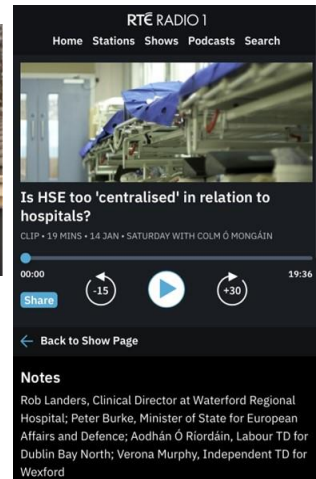 RTÉ RADIO 1
Home Stations Shows Podcasts Search
Is HSE too 'centralised' in relation to
hospitals?
CLIP • 19 MINS • 14 JAN • SATURDAY WITH COLM Ó MONGÁIN
00:00 19:36
Share -15 +30
← Back to Show Page
Notes
Rob Landers, Clinical Director at Waterford Regional
Hospital; Peter Burke, Minister of State for European
Affairs and Defence; Aodhán Ó Ríordáin, Labour TD for
Dublin Bay North; Verona Murphy, Independent TD for
Wexford